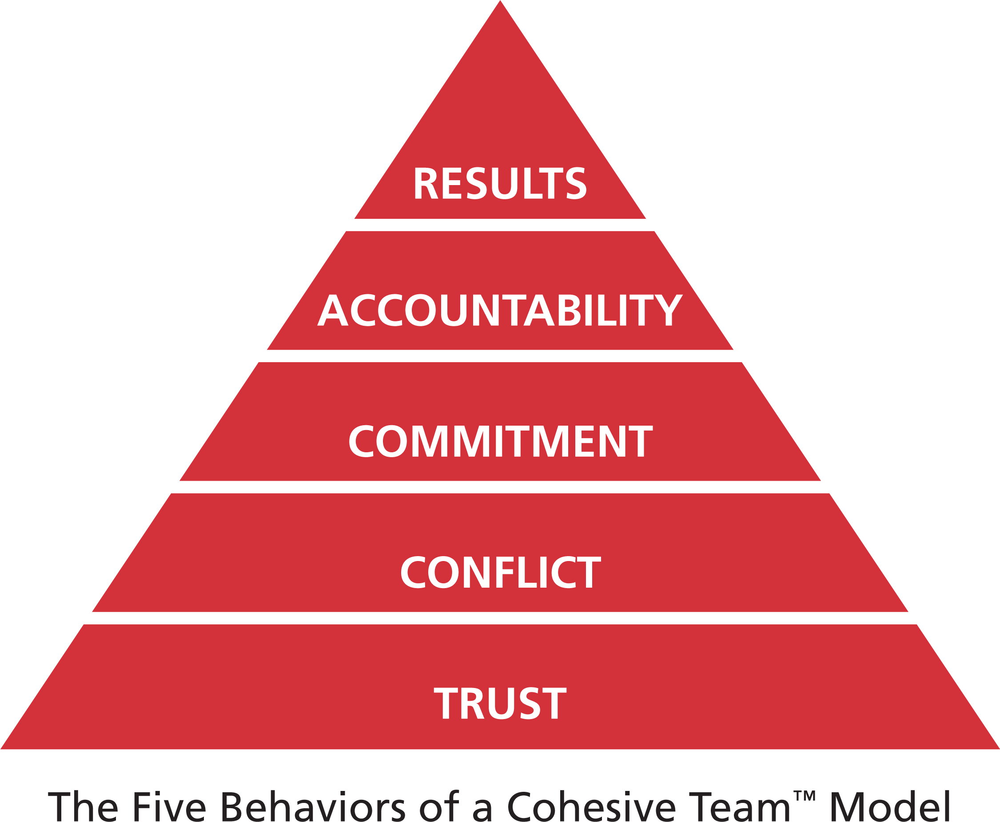 RESULTS
ACCOUNTABILITY
COMMITMENT
CONFLICT
TRUST
The Five Behaviors of a Cohesive Team™ Model